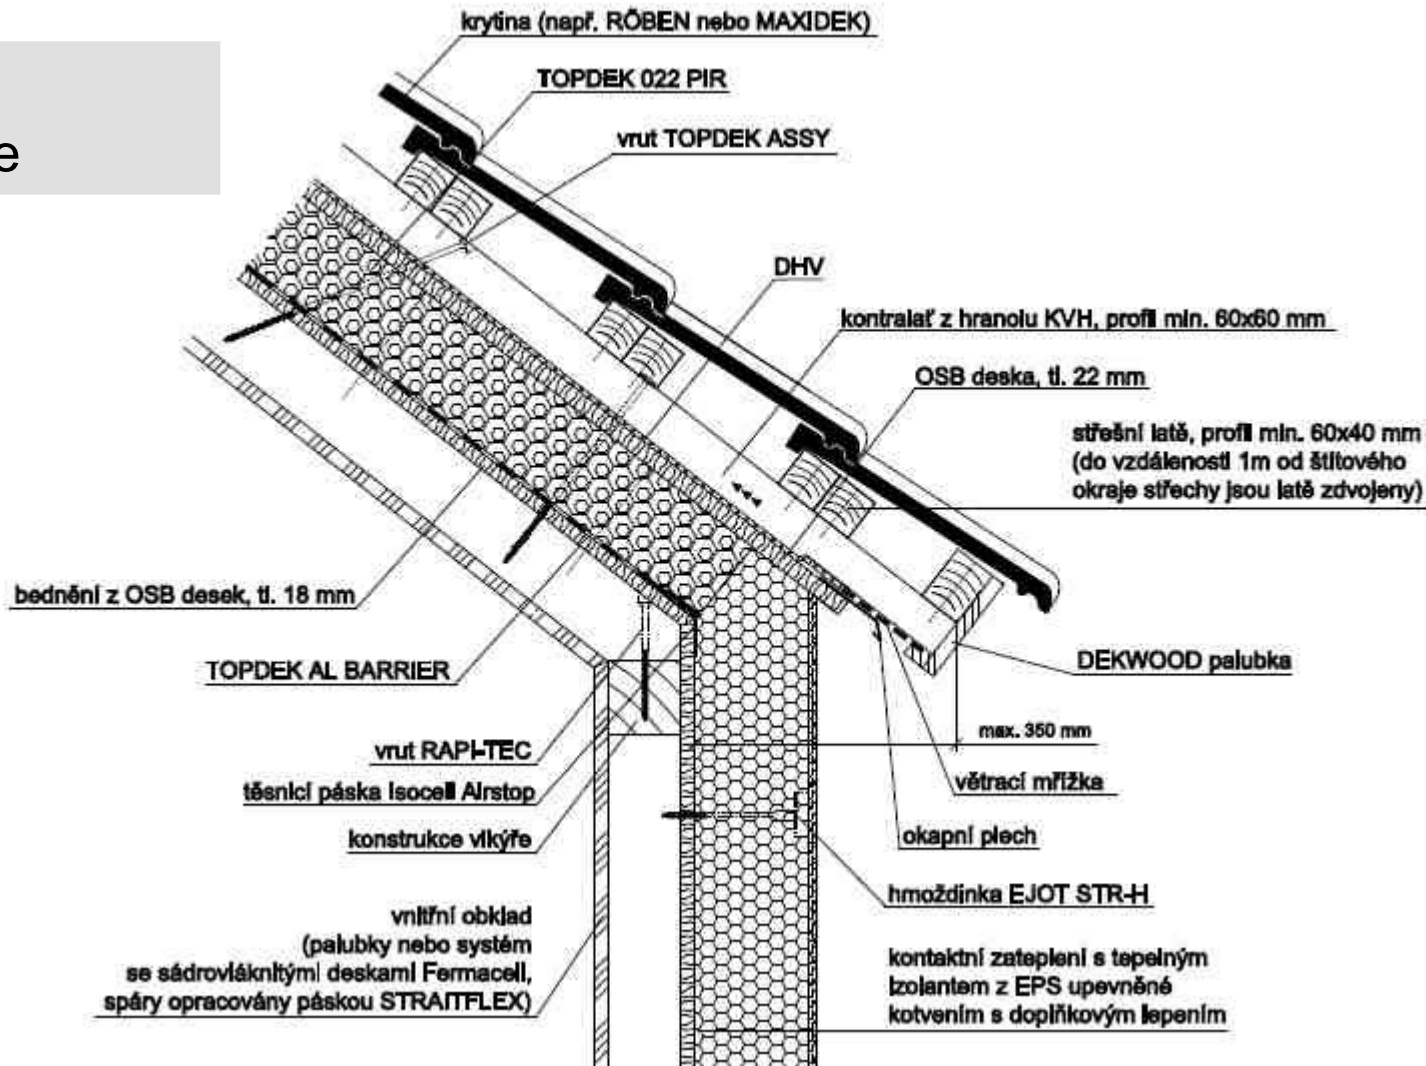 e
krytina (např. RÖBEN nebo MAXIDEK)
TOPDEK 022 PIR
vrut TOPDEK ASSY
DHV
kontralať z hranolu KVH, profil min. 60x60 mm
OSB deska, tl. 22 mm
střešní latě, profil min. 60x40 mm
(do vzdálenosti 1m od štítového
okraje střechy jsou latě zdvojeny)
bednění z OSB desek, tl. 18 mm
TOPDEK AL BARRIER
DEKWOOD palubka
max. 350 mm
vrut RAPI-TEC
větrací mřížka
těsnicí páska Isocell Airstop
konstrukce vikýře
okapní plech
hmoždinka EJOT STR-H
vnitřní obklad
(palubky nebo systém
se sádrovláknitými deskami Fermacell,
spáry opracovány páskou STRAITFLEX)
kontaktní zateplení s tepelným
izolantem z EPS upevněné
kotvením s doplňkovým lepením